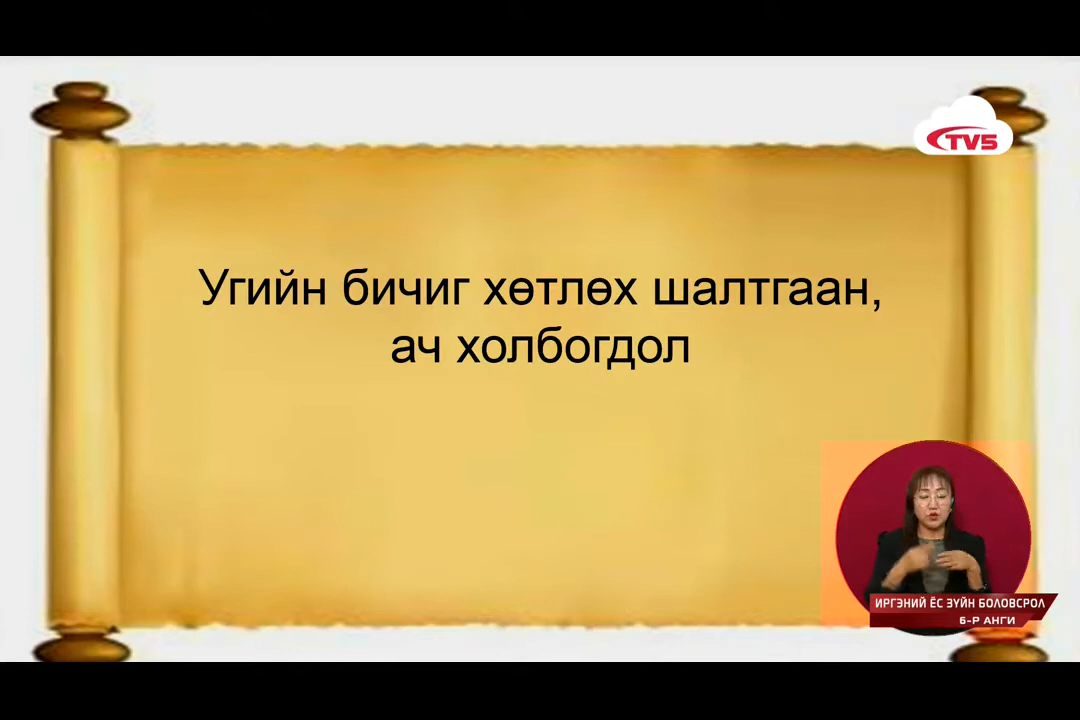 TV5
Угийн бичиг хөтлөх шалтгаан,
ач холбогдол
ИРГЭНИЙ ЁС ЗҮЙН БОЛОВСРОЛ
6-Р АНГИ